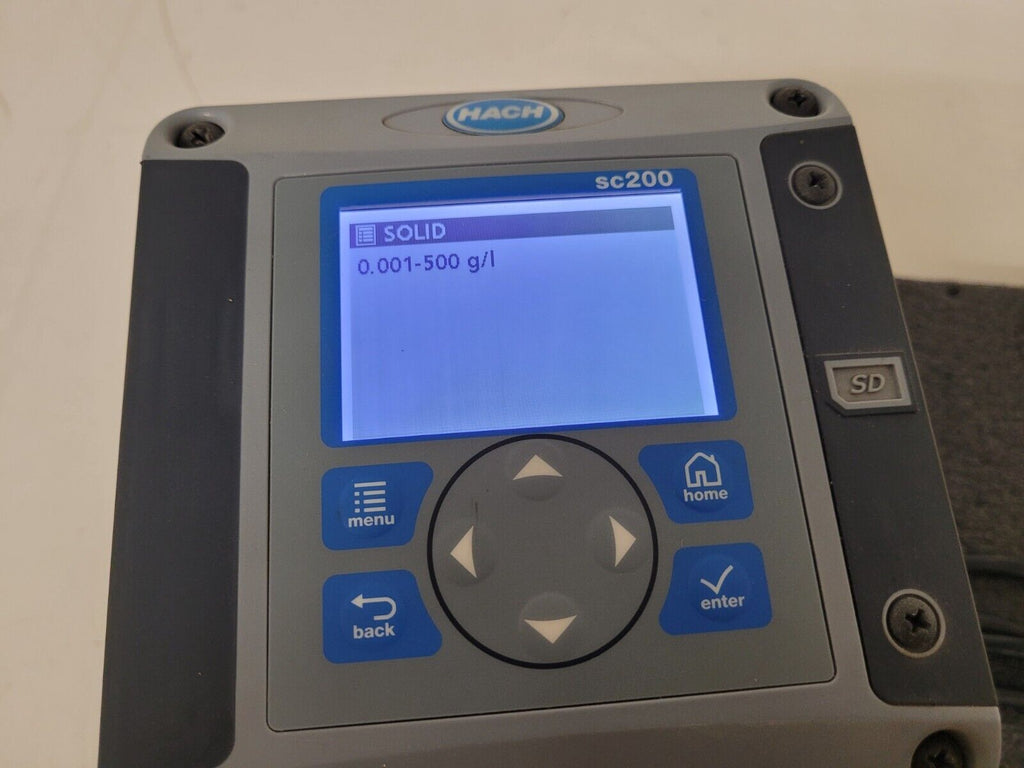 HACH
sc200
SOLID
0.001-500 g/l
SD
menu
home
back
enter